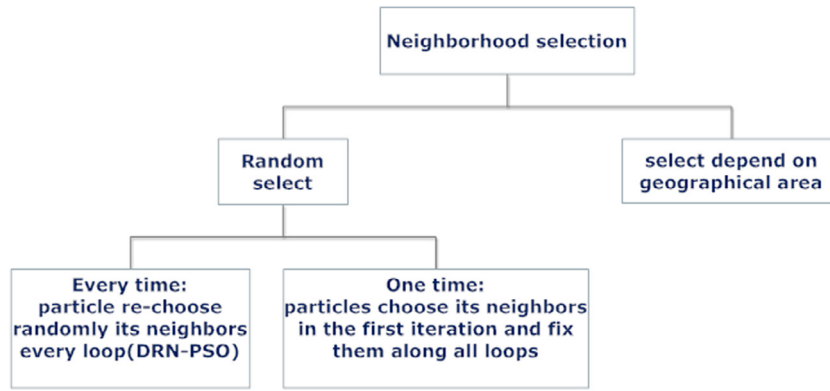 Neighborhood selection
Random
select
select depend on
geographical area
Every time:
particle re-choose
randomly its neighbors
every loop(DRN-PSO)
One time:
particles choose its neighbors
in the first iteration and fix
them along all loops